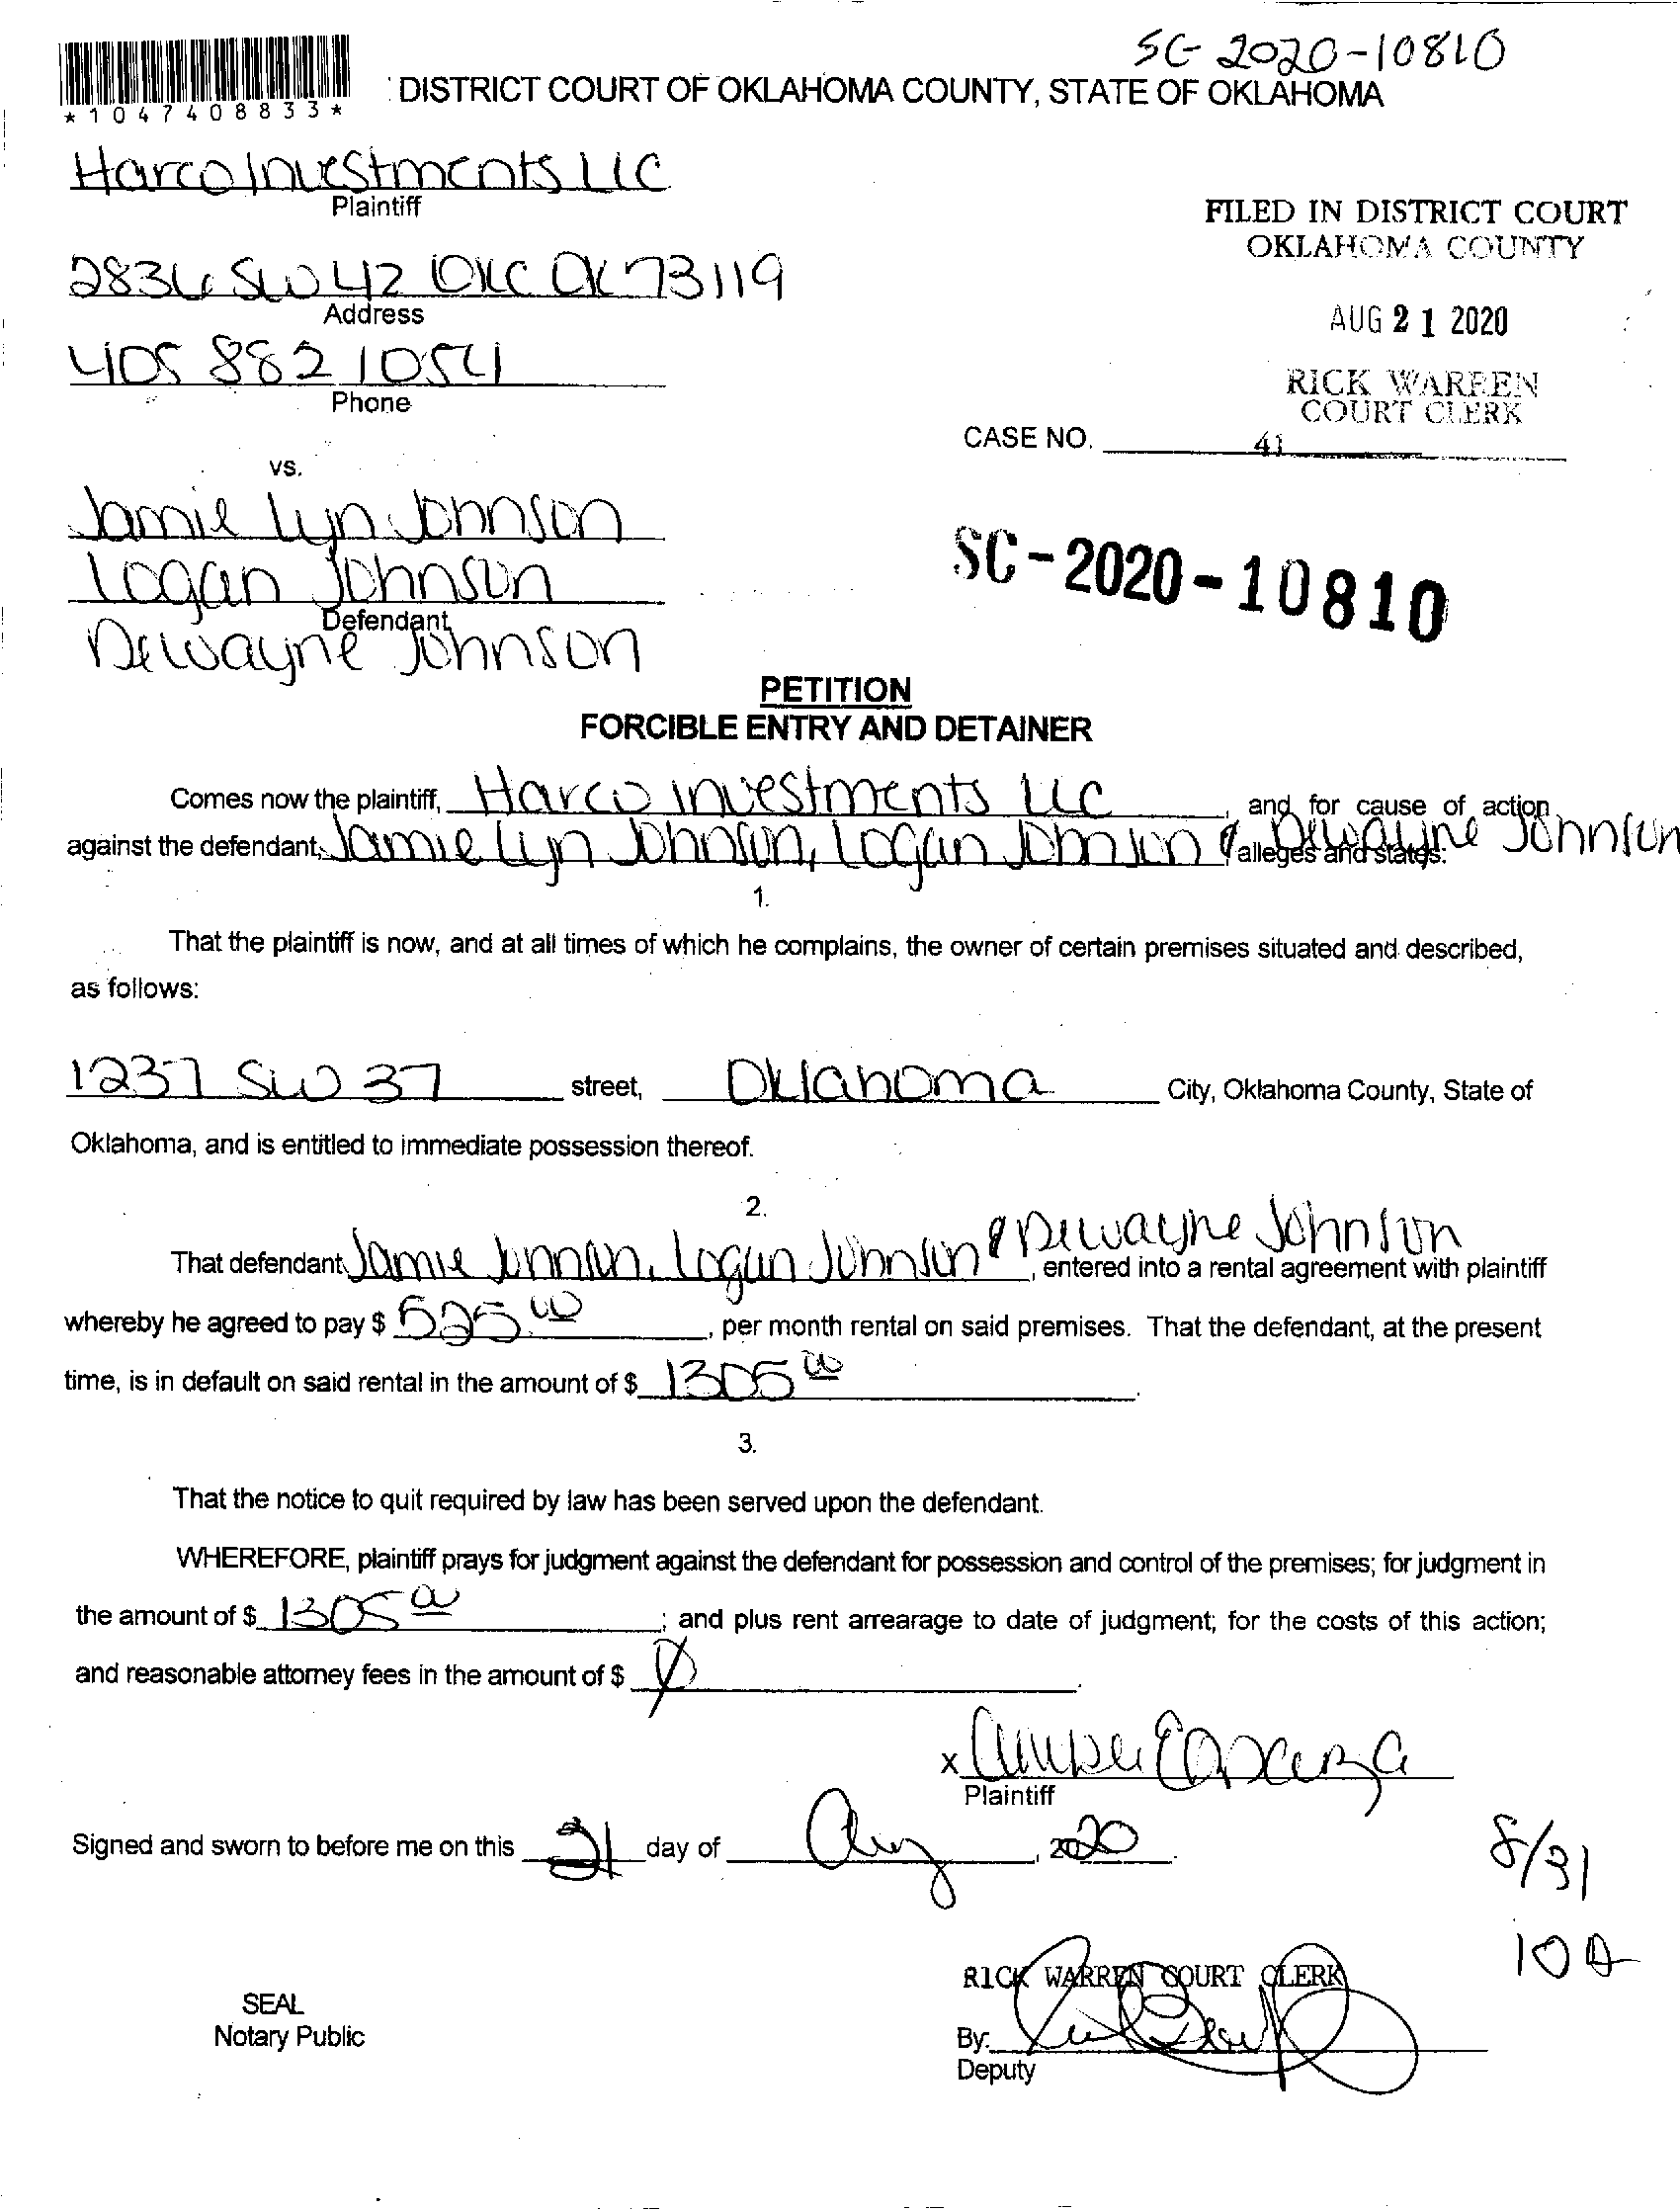 SC-2020-10810
*1047408833*
DISTRICT COURT OF OKLAHOMA COUNTY, STATE OF OKLAHOMA
Harco Investments LLC
Plaintiff
FILED IN DISTRICT COURT
OKLAHOMA COUNTY
2836 SW 42 OKC OK 73119
Address
AUG 21 2020
405 882 1054
Phone
RICK WARREN
COURT CLERK
CASE NO. 41
vs.
Jamie Lyn Johnson
Logan Johnson
Defendant
Dewayne Johnson
SC-2020-10810
PETITION
FORCIBLE ENTRY AND DETAINER
Comes now the plaintiff, Harco Investments LLC, and for cause of action
against the defendant, Jamie Lyn Johnson, Logan Johnson & Dewayne Johnson, alleges and states:
1.
That the plaintiff is now, and at all times of which he complains, the owner of certain premises situated and described,
as follows:
1237 SW 37 street, Oklahoma City, Oklahoma County, State of
Oklahoma, and is entitled to immediate possession thereof.
2.
That defendant Jamie Johnson, Logan Johnson & Dewayne Johnson, entered into a rental agreement with plaintiff
whereby he agreed to pay $ 525 00, per month rental on said premises. That the defendant, at the present
time, is in default on said rental in the amount of $ 1305 00.
3.
That the notice to quit required by law has been served upon the defendant.
WHEREFORE, plaintiff prays for judgment against the defendant for possession and control of the premises; for judgment in
the amount of $ 1305 00; and plus rent arrearage to date of judgment; for the costs of this action;
and reasonable attorney fees in the amount of $ Ø.
x Amber Esparza
Plaintiff
Signed and sworn to before me on this 21 day of Aug, 2020.
8/31
10A
RICK WARREN COURT CLERK
SEAL
Notary Public
By:
Deputy